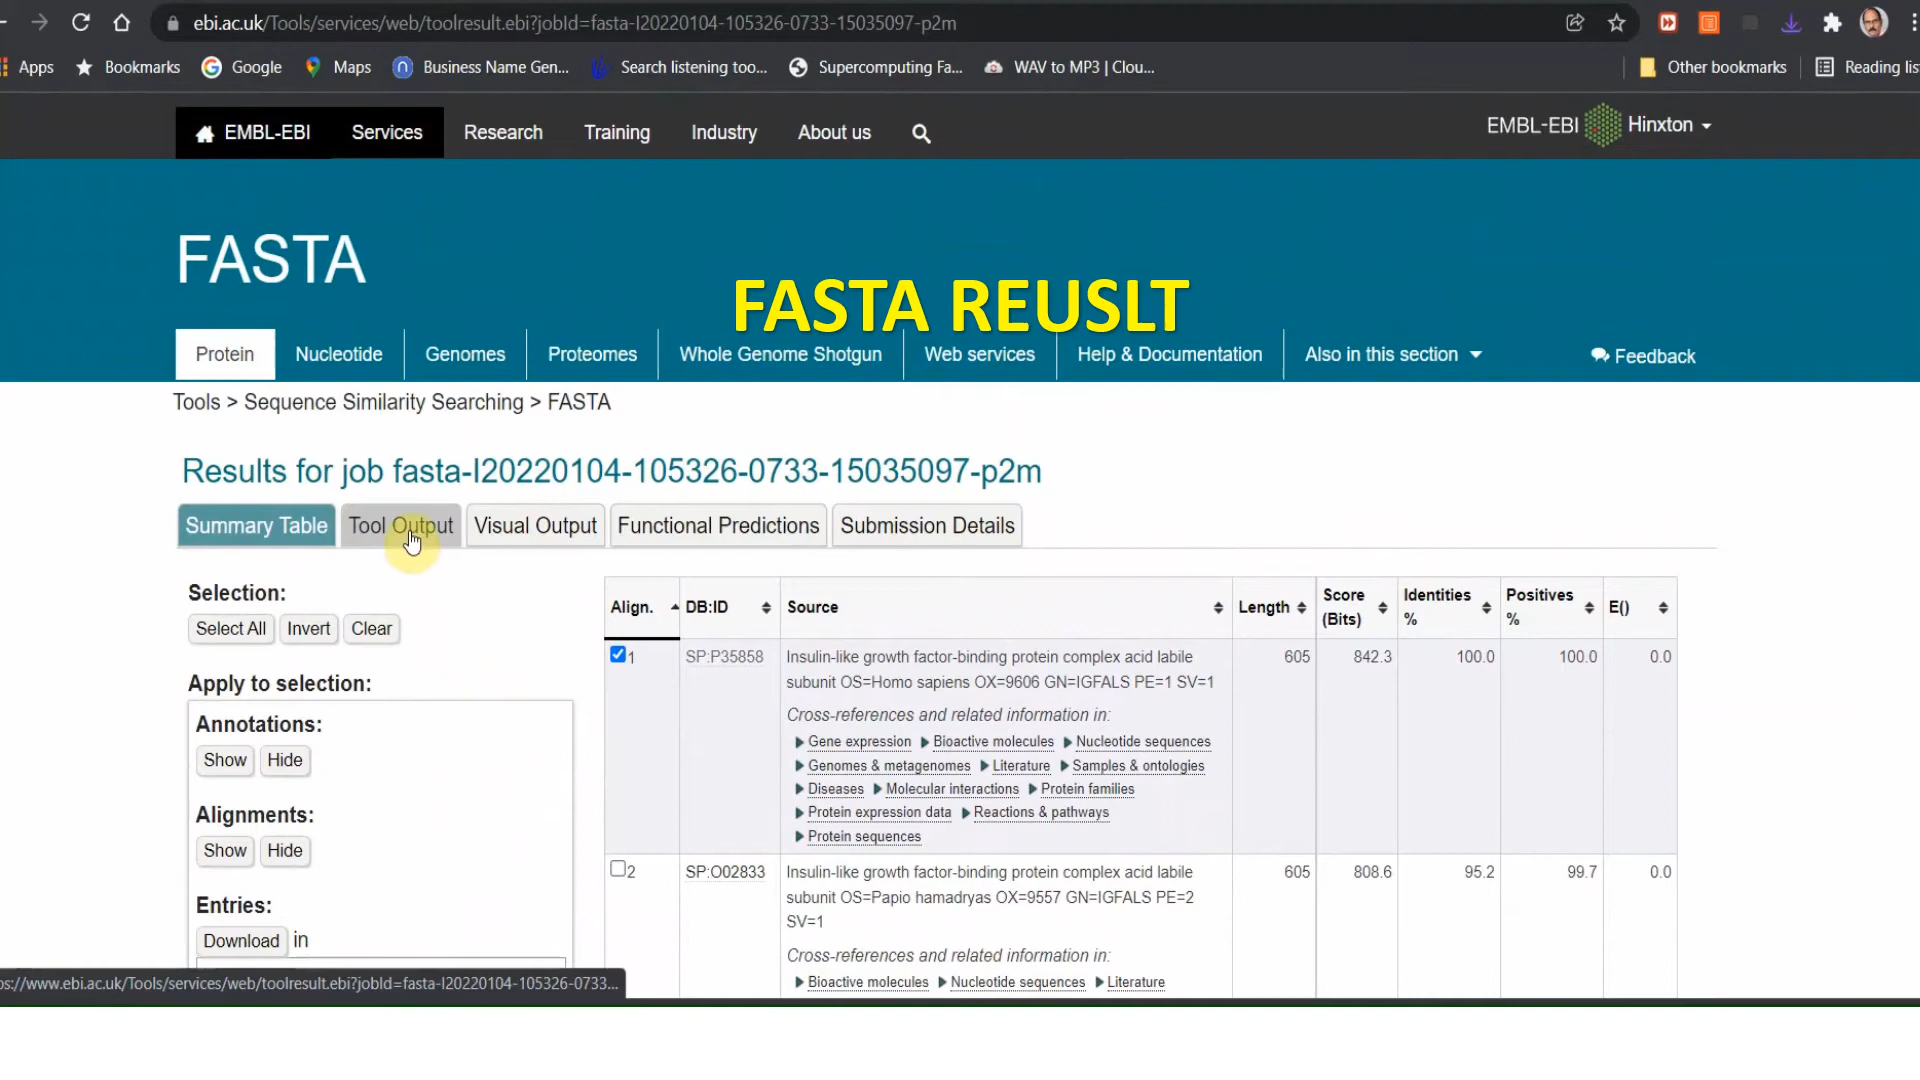 ebi.ac.uk/Tools/services/web/toolresult.ebi?jobId=fasta-I20220104-105326-0733-15035097-p2m
Apps Bookmarks Google Maps Business Name Gen... Search listening too... Supercomputing Fa... WAV to MP3 | Clou... Other bookmarks Reading lis
EMBL-EBI Services Research Training Industry About us EMBL-EBI Hinxton
FASTA
FASTA REUSLT
Protein Nucleotide Genomes Proteomes Whole Genome Shotgun Web services Help & Documentation Also in this section Feedback
Tools > Sequence Similarity Searching > FASTA
Results for job fasta-I20220104-105326-0733-15035097-p2m
Summary Table Tool Output Visual Output Functional Predictions Submission Details
Selection:
Select All Invert Clear
Apply to selection:
Annotations:
Show Hide
Alignments:
Show Hide
Entries:
Download in
Align. DB:ID Source Length Score (Bits) Identities % Positives % E()
1 SP:P35858 Insulin-like growth factor-binding protein complex acid labile 605 842.3 100.0 100.0 0.0
subunit OS=Homo sapiens OX=9606 GN=IGFALS PE=1 SV=1
Cross-references and related information in:
Gene expression Bioactive molecules Nucleotide sequences
Genomes & metagenomes Literature Samples & ontologies
Diseases Molecular interactions Protein families
Protein expression data Reactions & pathways
Protein sequences
2 SP:O02833 Insulin-like growth factor-binding protein complex acid labile 605 808.6 95.2 99.7 0.0
subunit OS=Papio hamadryas OX=9557 GN=IGFALS PE=2
SV=1
Cross-references and related information in:
Bioactive molecules Nucleotide sequences Literature
ps://www.ebi.ac.uk/Tools/services/web/toolresult.ebi?jobId=fasta-I20220104-105326-0733...